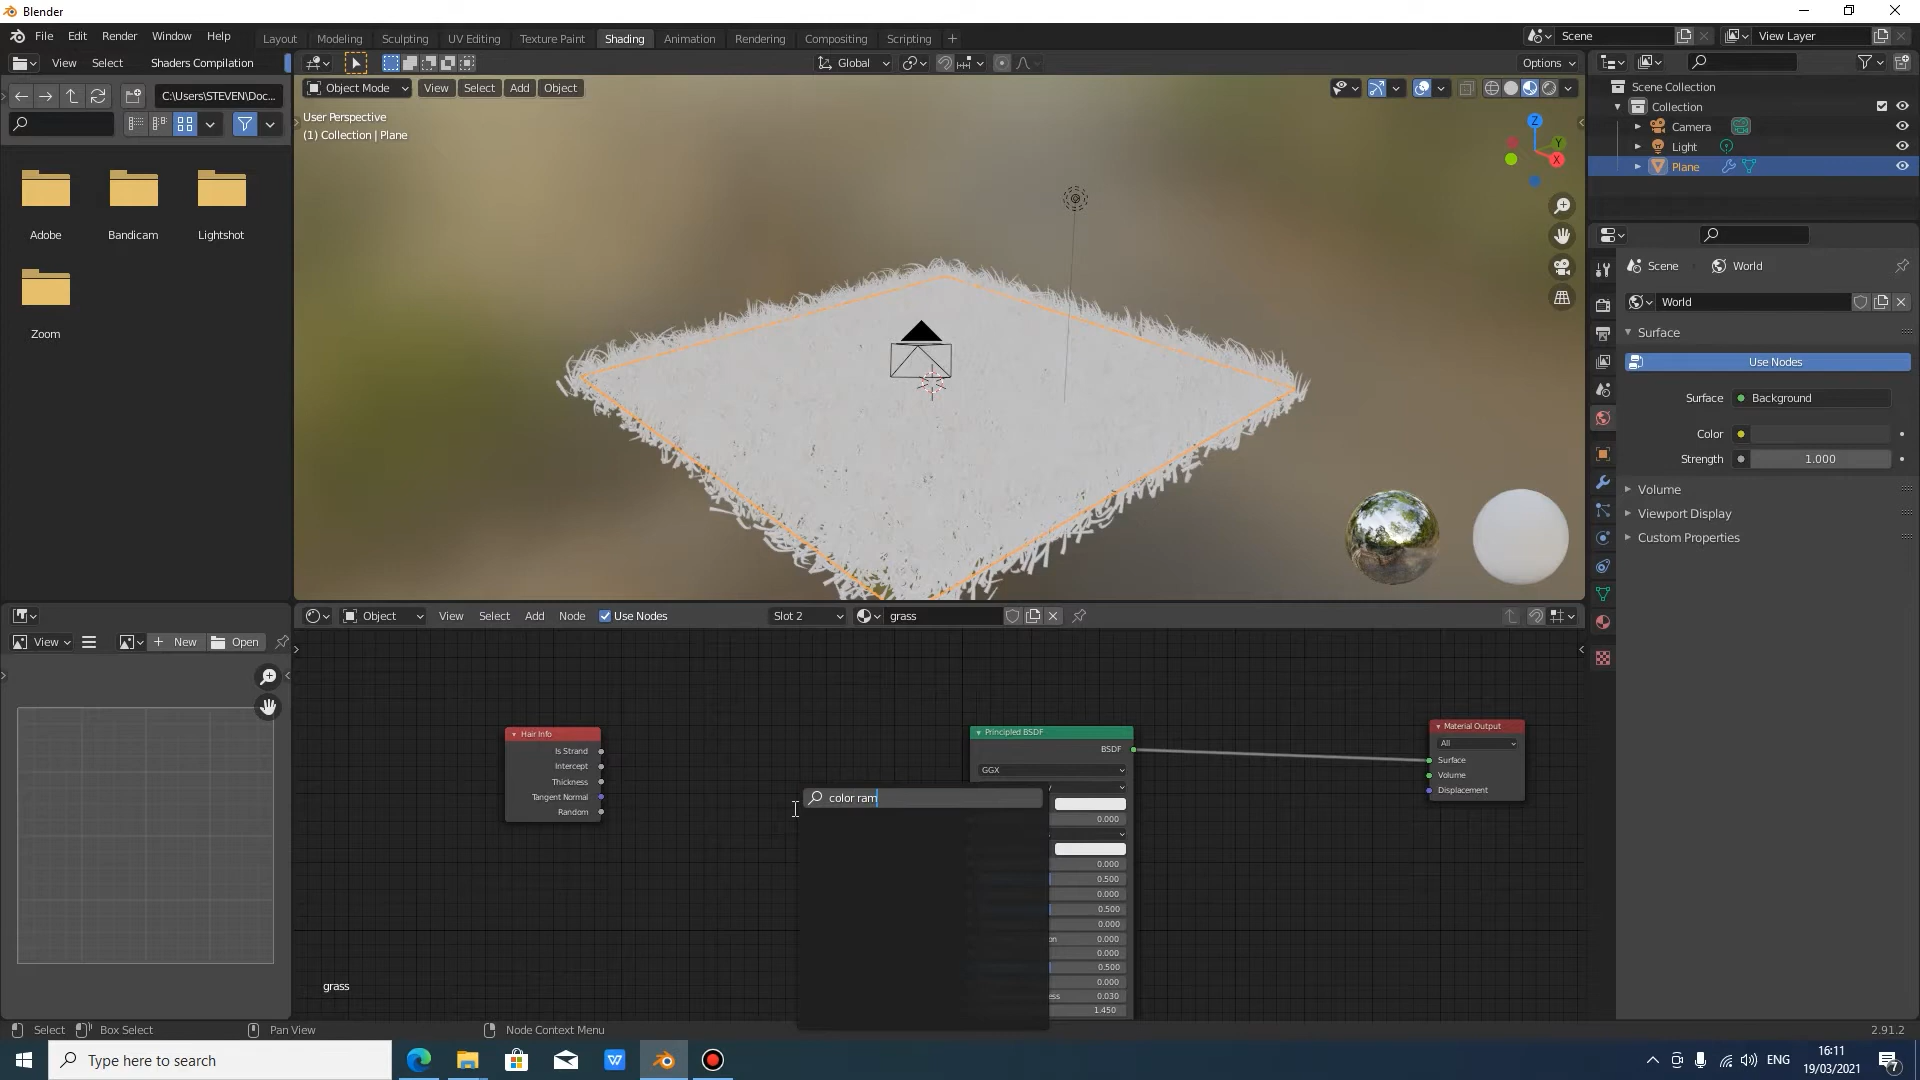 Blender
File Edit Render Window Help
Layout Modeling Sculpting UV Editing Texture Paint Shading Animation Rendering Compositing Scripting
Scene View Layer
View Select Shaders Compilation
Global Options
C:\Users\STEVEN\Doc...
Object Mode View Select Add Object
User Perspective
(1) Collection | Plane
Z
Y
X
Adobe
Bandicam
Lightshot
Zoom
Scene Collection
Collection
Camera
Light
Plane
Scene World
World
Surface
Use Nodes
Surface Background
Color
Strength 1.000
Volume
Viewport Display
Custom Properties
Object View Select Add Node Use Nodes Slot 2 grass
View New Open
Hair Info
Is Strand
Intercept
Thickness
Tangent Normal
Random
Principled BSDF
BSDF
GGX
color ram
0.000
0.000
0.500
0.000
0.500
0.000
on 0.000
0.000
0.500
0.000
ess 0.030
1.450
Material Output
All
Surface
Volume
Displacement
grass
Select Box Select Pan View Node Context Menu 2.91.2
Type here to search
ENG
16:11
19/03/2021
7